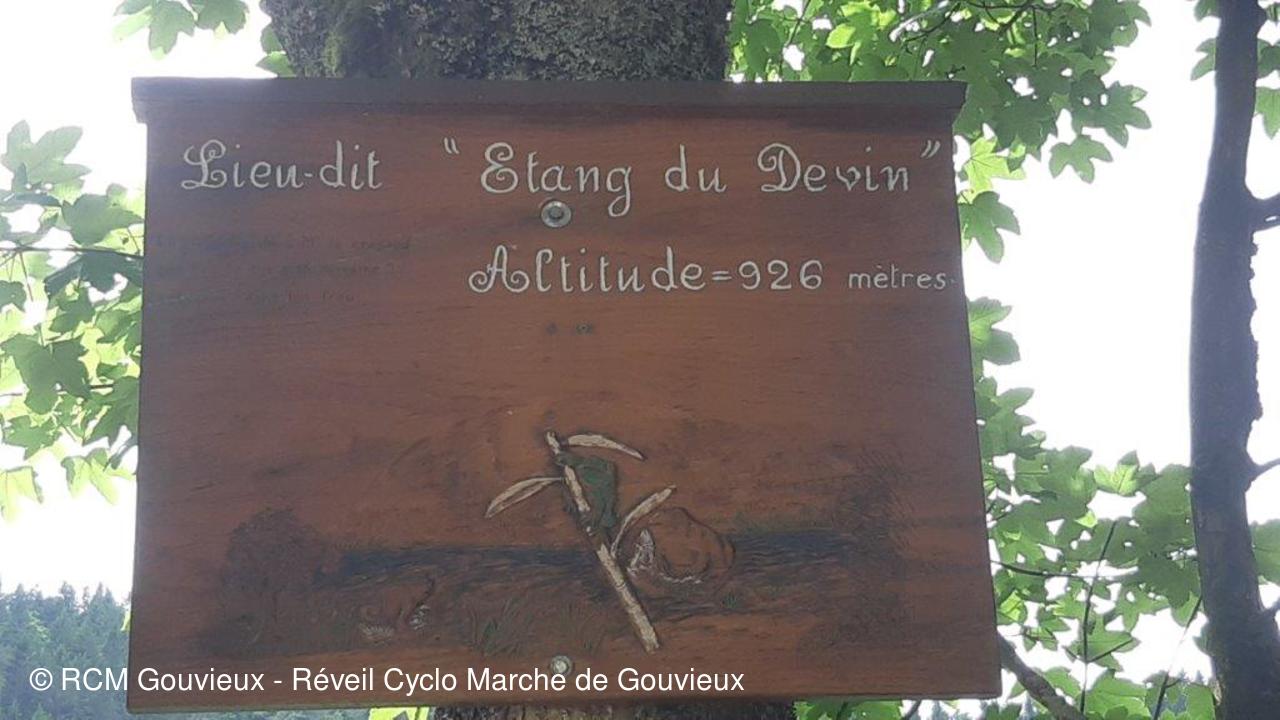 Lieu-dit “Etang du Devin”
Altitude=926 mètres.
© RCM Gouvieux - Réveil Cyclo Marche de Gouvieux